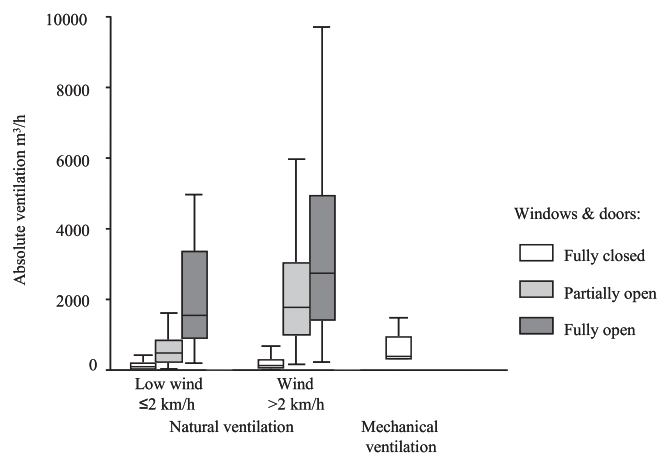 10000
8000
6000
4000
2000
0
Absolute ventilation m³/h
Low wind
≤2 km/h
Wind
>2 km/h
Natural ventilation
Mechanical
ventilation
Windows & doors:
Fully closed
Partially open
Fully open